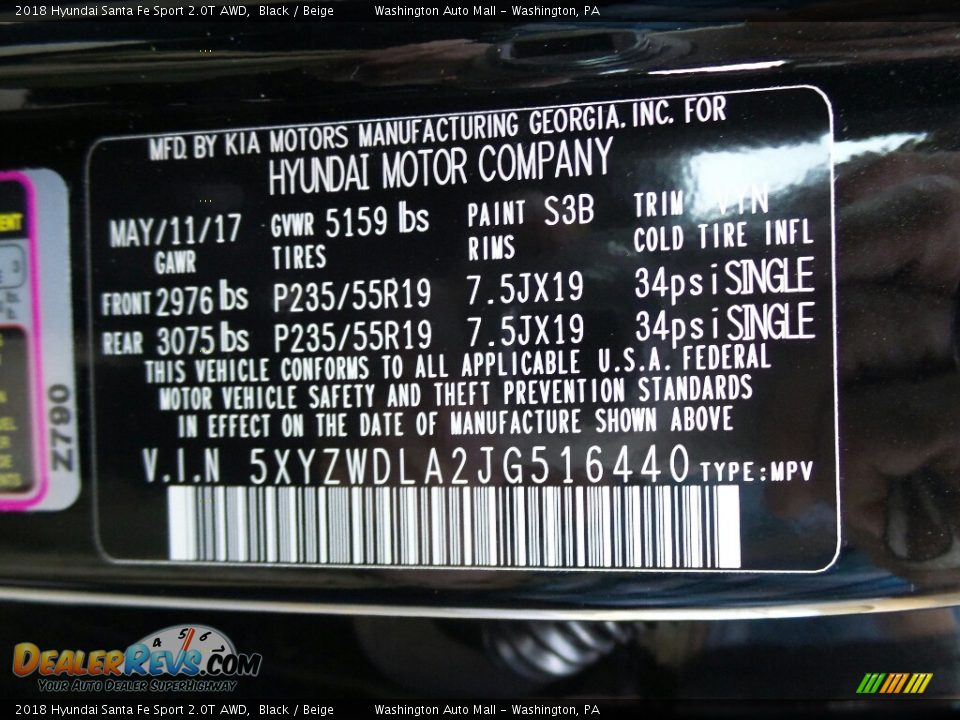 2018 Hyundai Santa Fe Sport 2.0T AWD, Black / Beige Washington Auto Mall - Washington, PA
MFD. BY KIA MOTORS MANUFACTURING GEORGIA. INC. FOR
HYUNDAI MOTOR COMPANY
MAY/11/17 GVWR 5159 lbs PAINT S3B TRIM VYN
GAWR TIRES RIMS COLD TIRE INFL
FRONT 2976 lbs P235/55R19 7.5JX19 34psi SINGLE
REAR 3075 lbs P235/55R19 7.5JX19 34psi SINGLE
THIS VEHICLE CONFORMS TO ALL APPLICABLE U.S.A. FEDERAL
MOTOR VEHICLE SAFETY AND THEFT PREVENTION STANDARDS
IN EFFECT ON THE DATE OF MANUFACTURE SHOWN ABOVE
V.I.N 5XYZWDLA2JG516440 TYPE:MPV
Z790
4 5 6
DEALERREVS.COM
YOUR AUTO DEALER SUPERHIGHWAY
2018 Hyundai Santa Fe Sport 2.0T AWD, Black / Beige Washington Auto Mall - Washington, PA